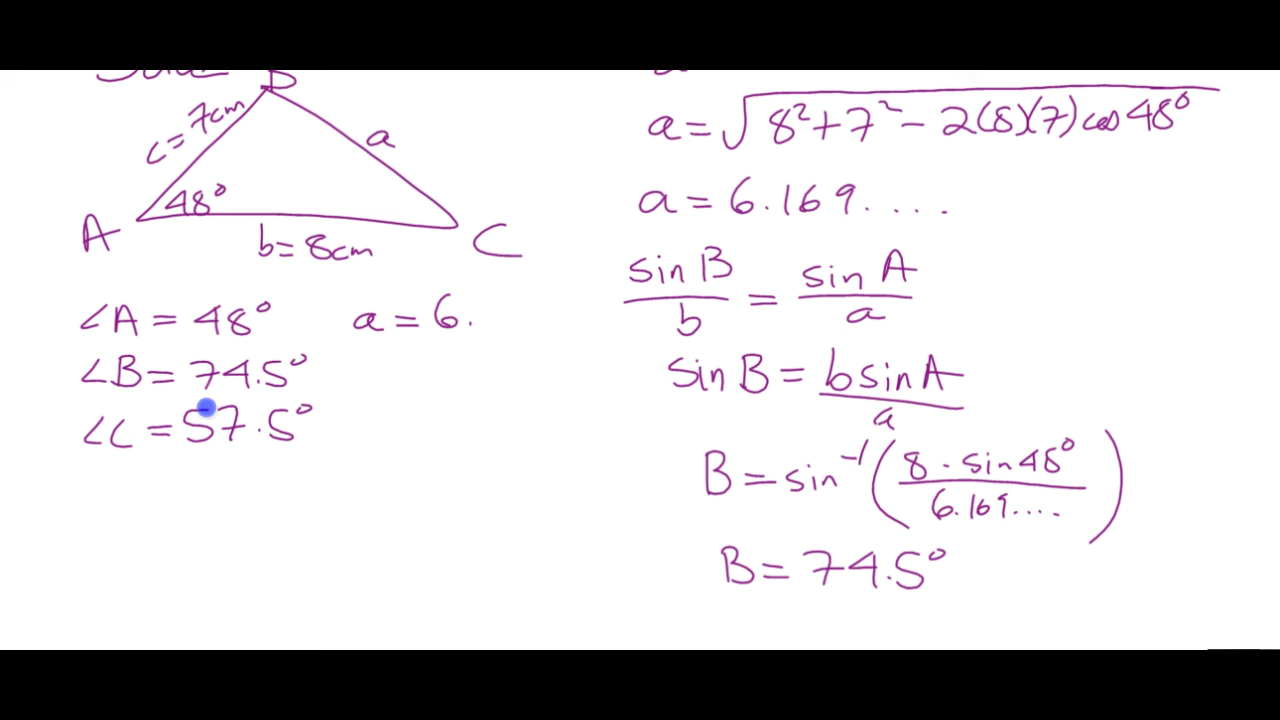 B
c = 7cm
a
48°
A
b = 8cm
C
∠A = 48° a = 6.
∠B = 74.5°
∠C = 57.5°
a = √8² + 7² − 2(8)(7) cos 48°
a = 6.169....
sin B / b = sin A / a
sin B = b sin A / a
B = sin⁻¹ ( 8 · sin 48° / 6.169.... )
B = 74.5°